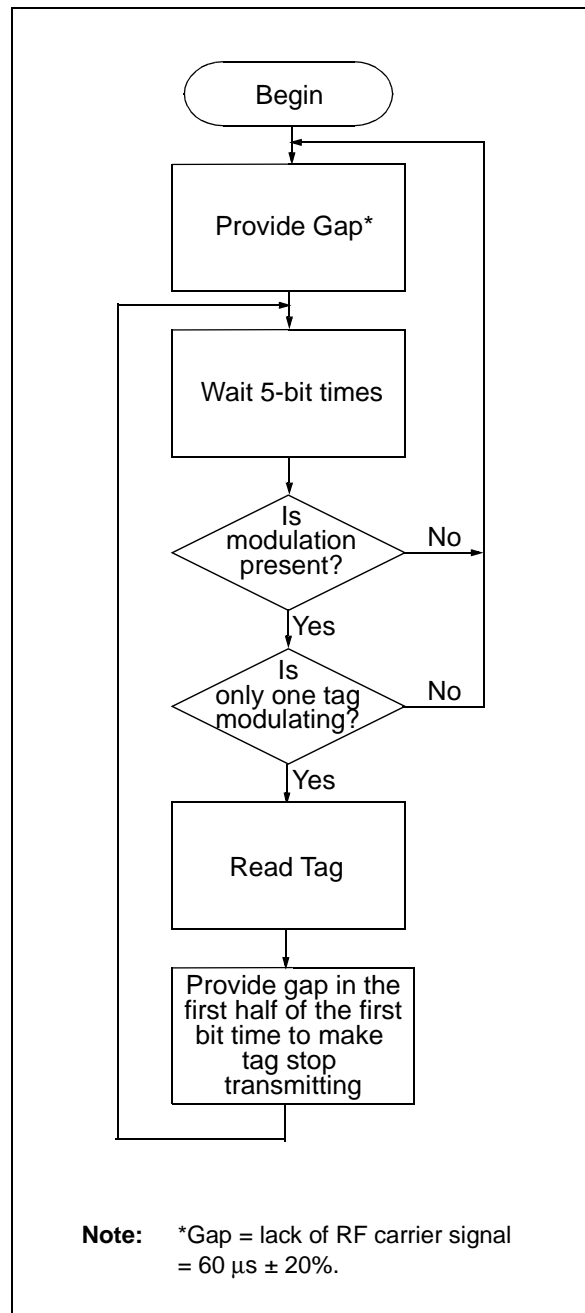 Begin
Provide Gap*
Wait 5-bit times
Is
modulation
present?
No
Yes
Is
only one tag
modulating?
No
Yes
Read Tag
Provide gap in the
first half of the first
bit time to make
tag stop
transmitting
Note: *Gap = lack of RF carrier signal
= 60 μs ± 20%.